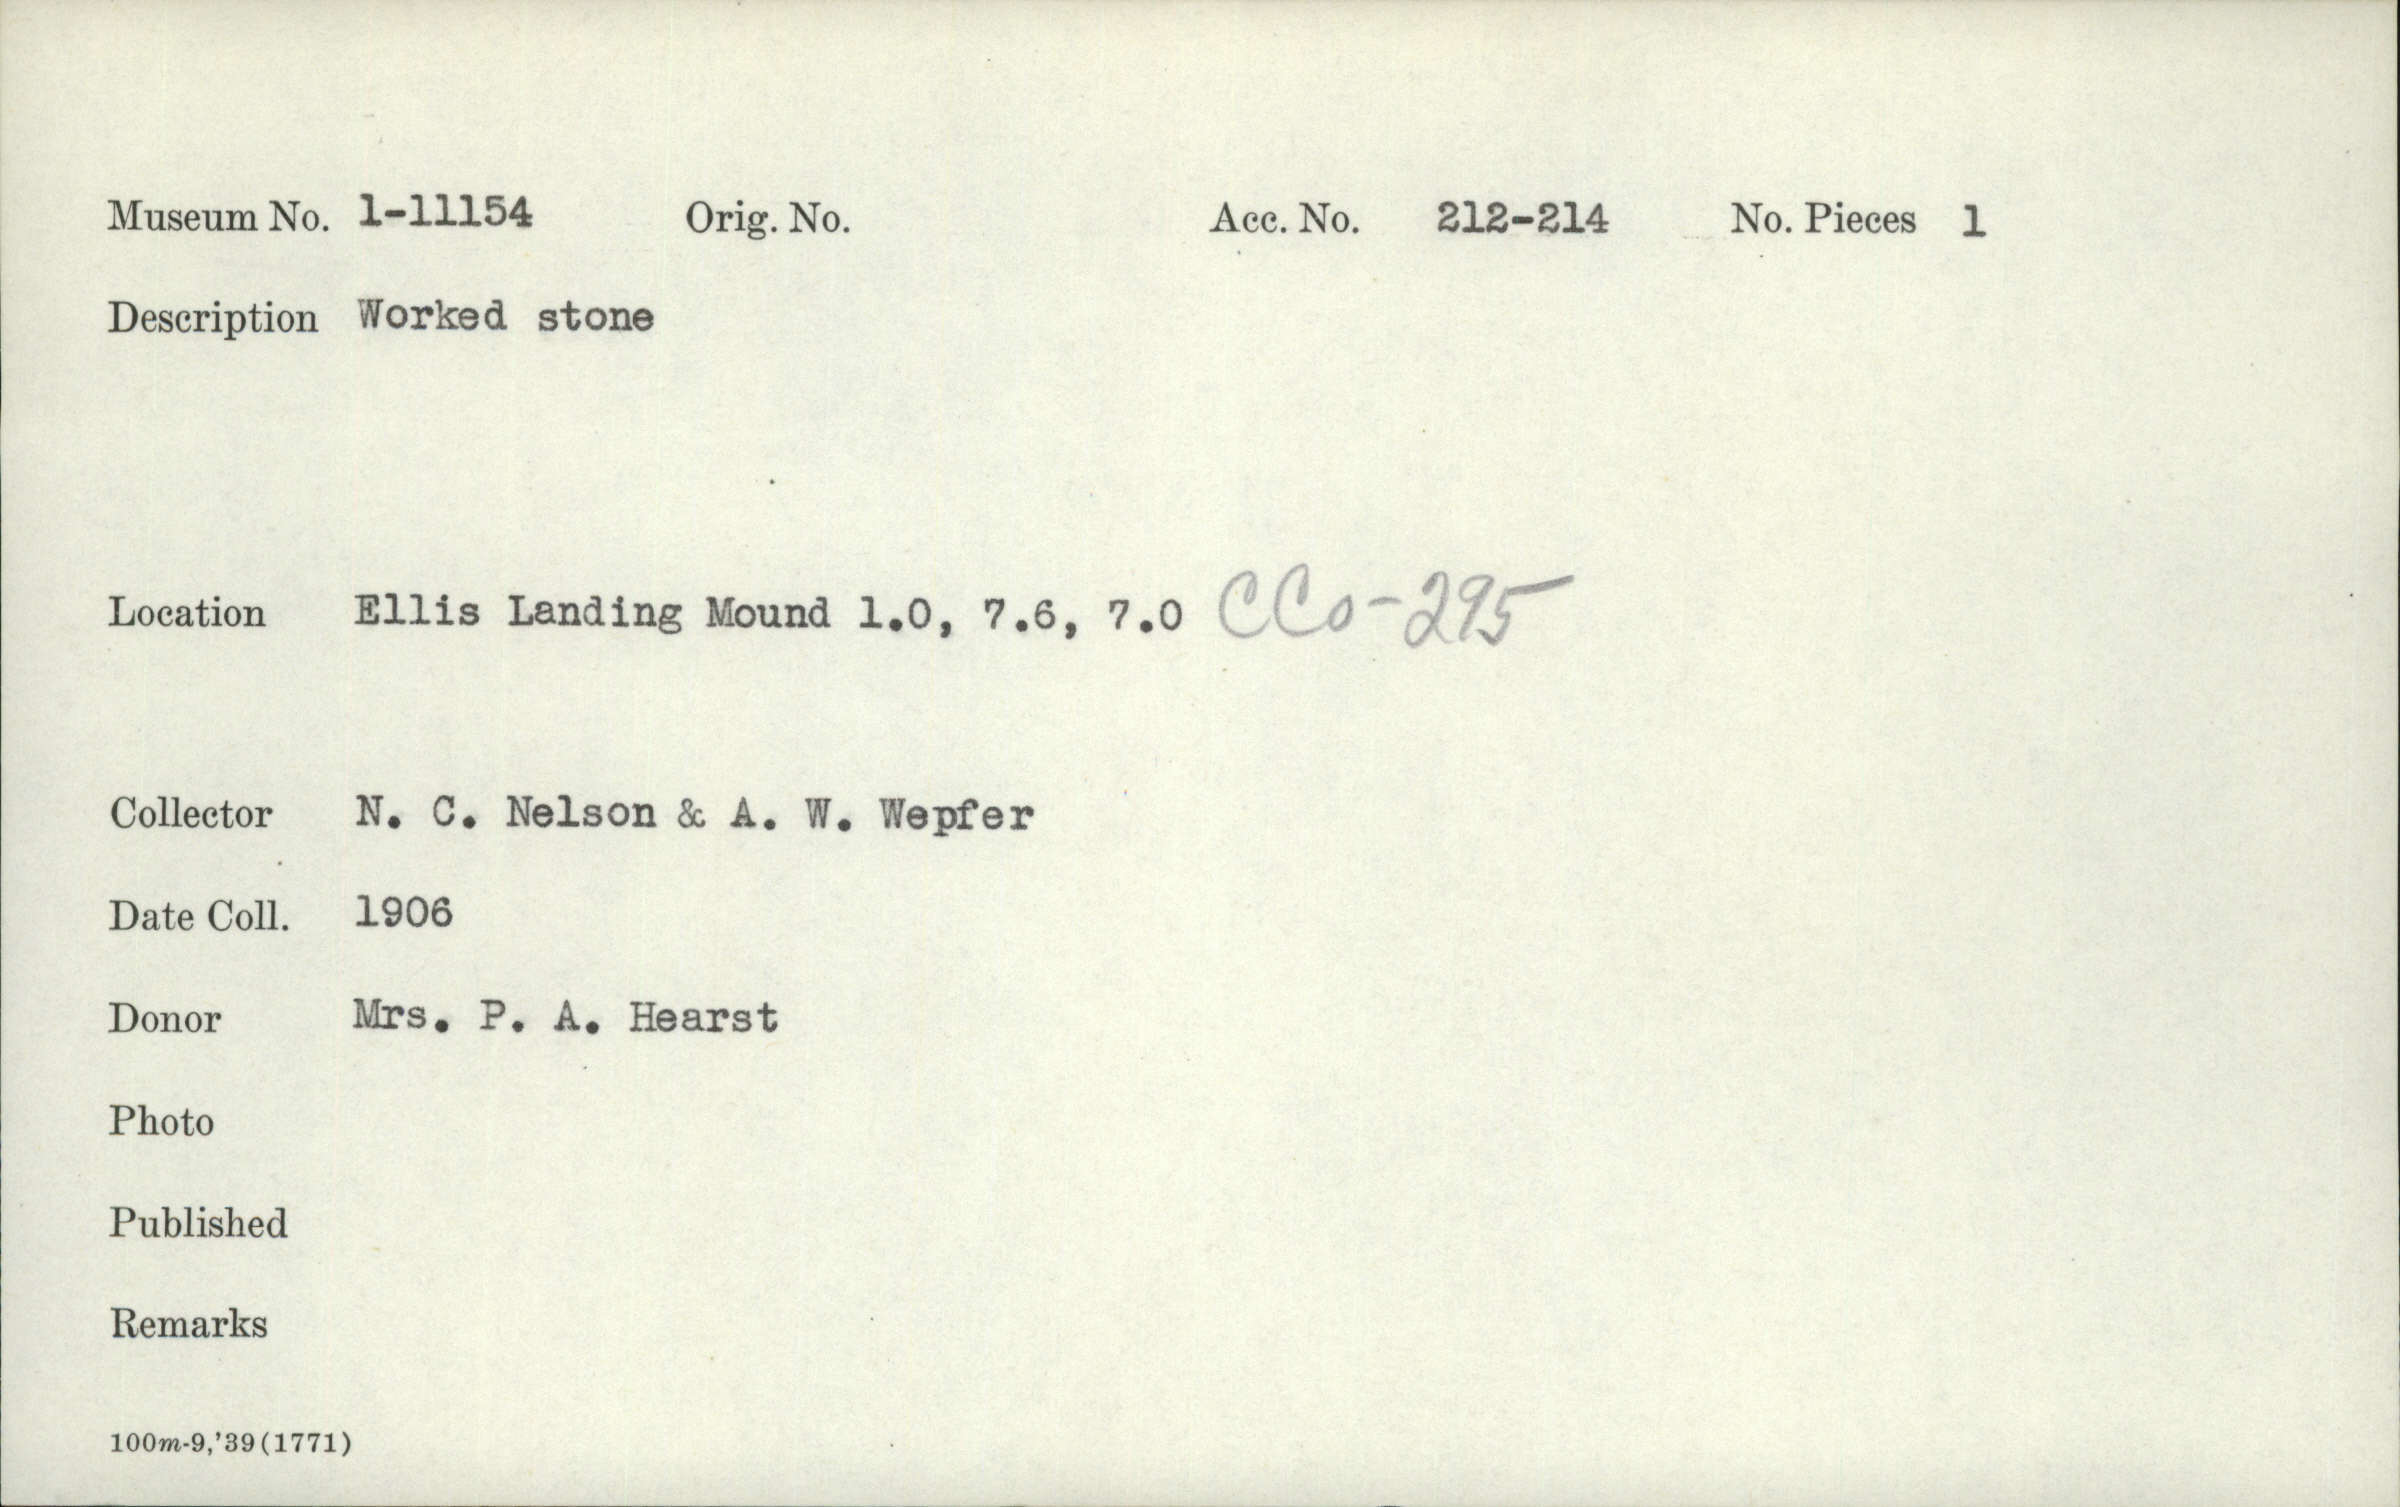 Museum No. 1-11154 Orig. No. Acc. No. 212-214 No. Pieces 1
Description Worked stone
Location Ellis Landing Mound 1.0, 7.6, 7.0 CCo-295
Collector N. C. Nelson & A. W. Wepfer
Date Coll. 1906
Donor Mrs. P. A. Hearst
Photo
Published
Remarks
100m-9,'39(1771)